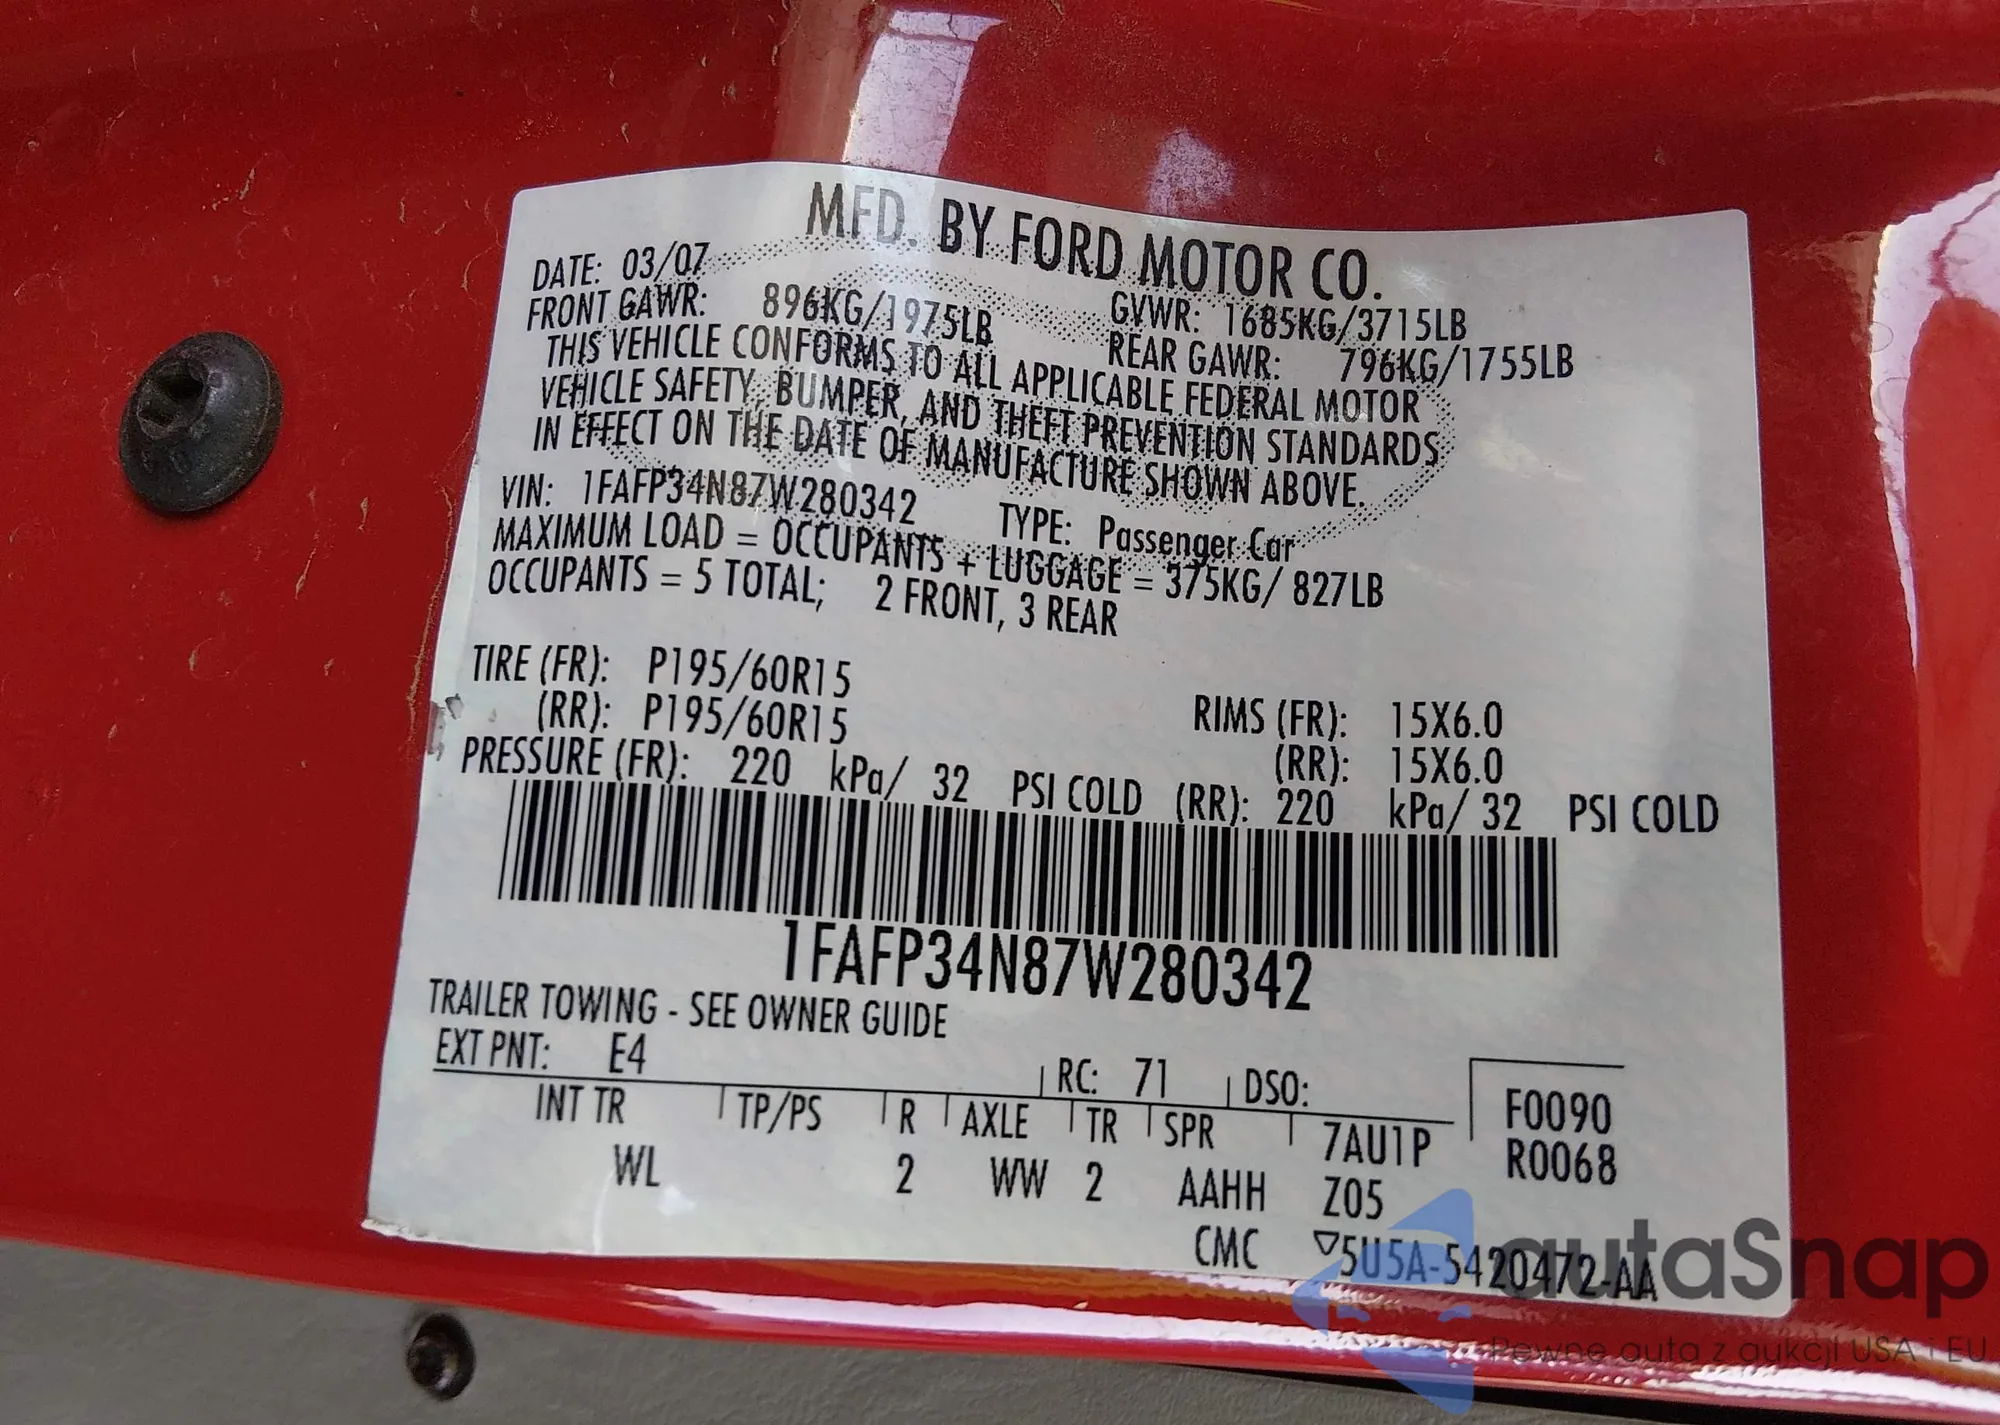 MFD. BY FORD MOTOR CO.
DATE: 03/07
GVWR: 1685KG/3715LB
FRONT GAWR: 896KG/1975LB
REAR GAWR: 796KG/1755LB
THIS VEHICLE CONFORMS TO ALL APPLICABLE FEDERAL MOTOR
VEHICLE SAFETY, BUMPER, AND THEFT PREVENTION STANDARDS
IN EFFECT ON THE DATE OF MANUFACTURE SHOWN ABOVE.
VIN: 1FAFP34N87W280342 TYPE: Passenger Car
MAXIMUM LOAD = OCCUPANTS + LUGGAGE = 375KG/ 827LB
OCCUPANTS = 5 TOTAL; 2 FRONT, 3 REAR
TIRE (FR): P195/60R15 RIMS (FR): 15X6.0
(RR): P195/60R15 (RR): 15X6.0
PRESSURE (FR): 220 kPa/ 32 PSI COLD (RR): 220 kPa/ 32 PSI COLD
1FAFP34N87W280342
TRAILER TOWING - SEE OWNER GUIDE
EXT PNT: E4 RC: 71 DSO:
F0090
R0068
INT TR TP/PS R AXLE TR SPR 7AU1P
WL 2 WW 2 AAHH Z05
CMC ▽5U5A-5420472-AA
autaSnap
Pewne auta z aukcji USA i EU